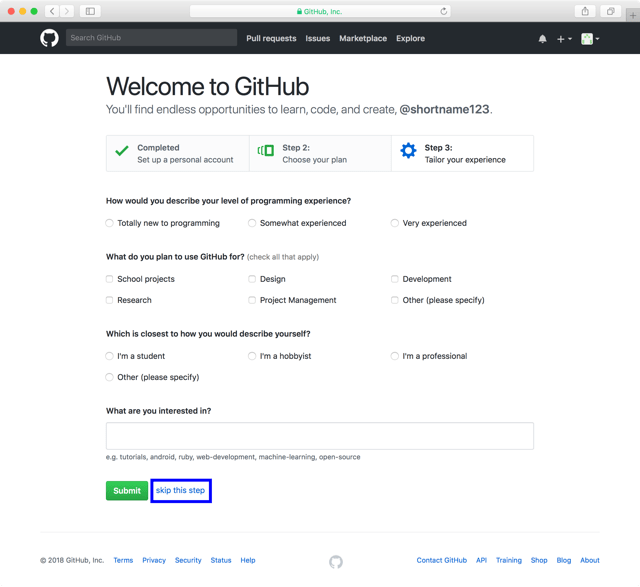 GitHub, Inc.
Search GitHub
Pull requests Issues Marketplace Explore
Welcome to GitHub
You'll find endless opportunities to learn, code, and create, @shortname123.
Completed
Set up a personal account
Step 2:
Choose your plan
Step 3:
Tailor your experience
How would you describe your level of programming experience?
Totally new to programming Somewhat experienced Very experienced
What do you plan to use GitHub for? (check all that apply)
School projects Design Development
Research Project Management Other (please specify)
Which is closest to how you would describe yourself?
I'm a student I'm a hobbyist I'm a professional
Other (please specify)
What are you interested in?
e.g. tutorials, android, ruby, web-development, machine-learning, open-source
Submit skip this step
© 2018 GitHub, Inc. Terms Privacy Security Status Help Contact GitHub API Training Shop Blog About